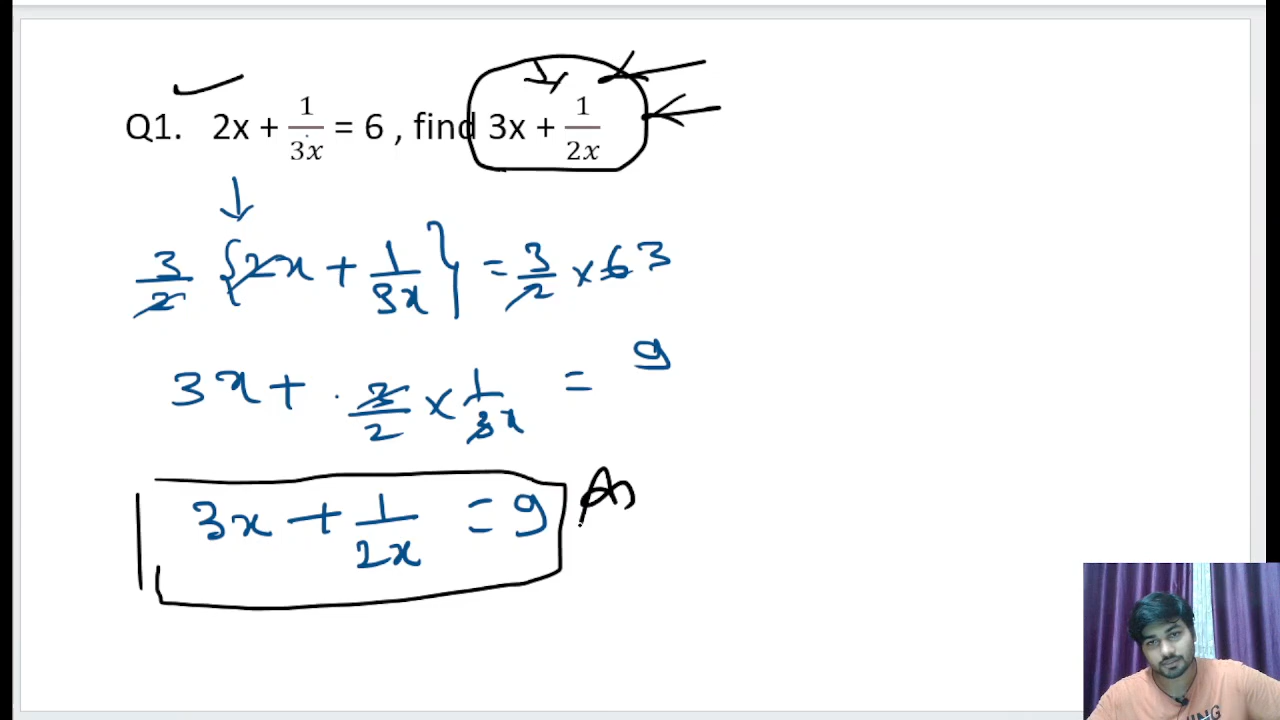 Q1. 2x + 1/3x = 6 , find 3x + 1/2x
3/2 {2x + 1/3x} = 3/2 × 6 3
3x + 3/2 × 1/3x = 9
3x + 1/2x = 9 An